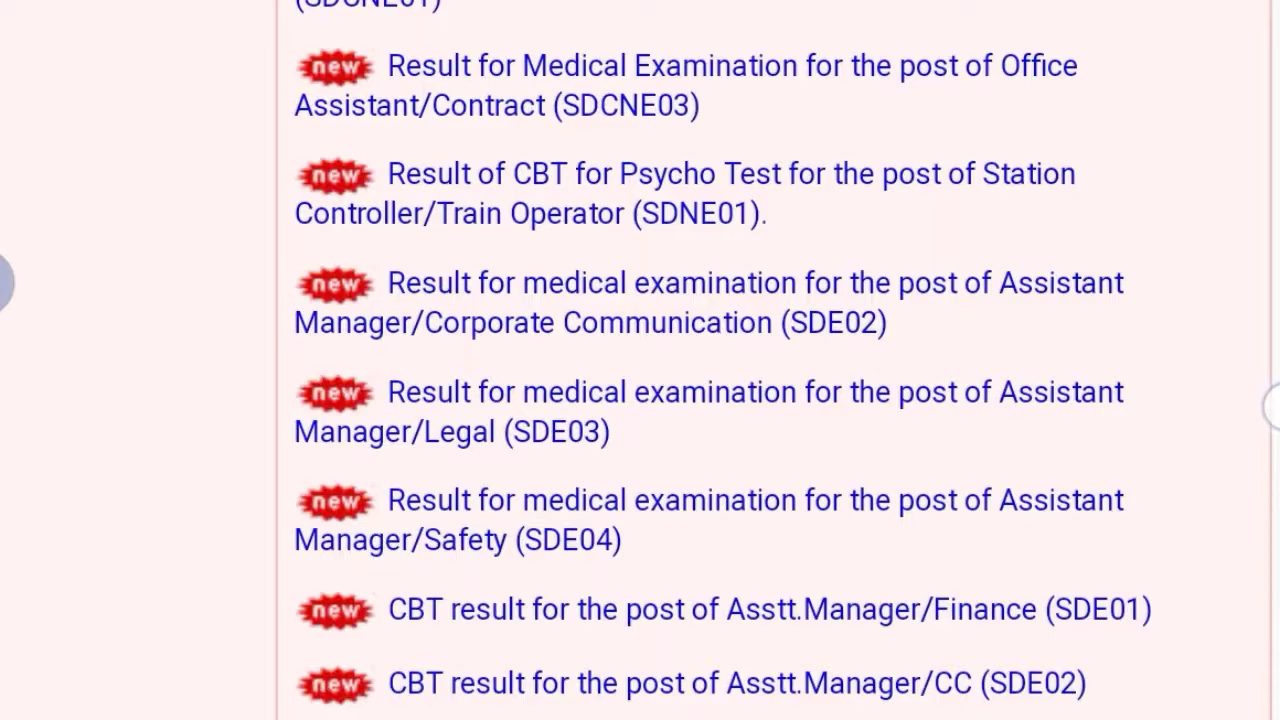 (SDCNE01)
new Result for Medical Examination for the post of Office
Assistant/Contract (SDCNE03)
new Result of CBT for Psycho Test for the post of Station
Controller/Train Operator (SDNE01).
new Result for medical examination for the post of Assistant
Manager/Corporate Communication (SDE02)
new Result for medical examination for the post of Assistant
Manager/Legal (SDE03)
new Result for medical examination for the post of Assistant
Manager/Safety (SDE04)
new CBT result for the post of Asstt.Manager/Finance (SDE01)
new CBT result for the post of Asstt.Manager/CC (SDE02)